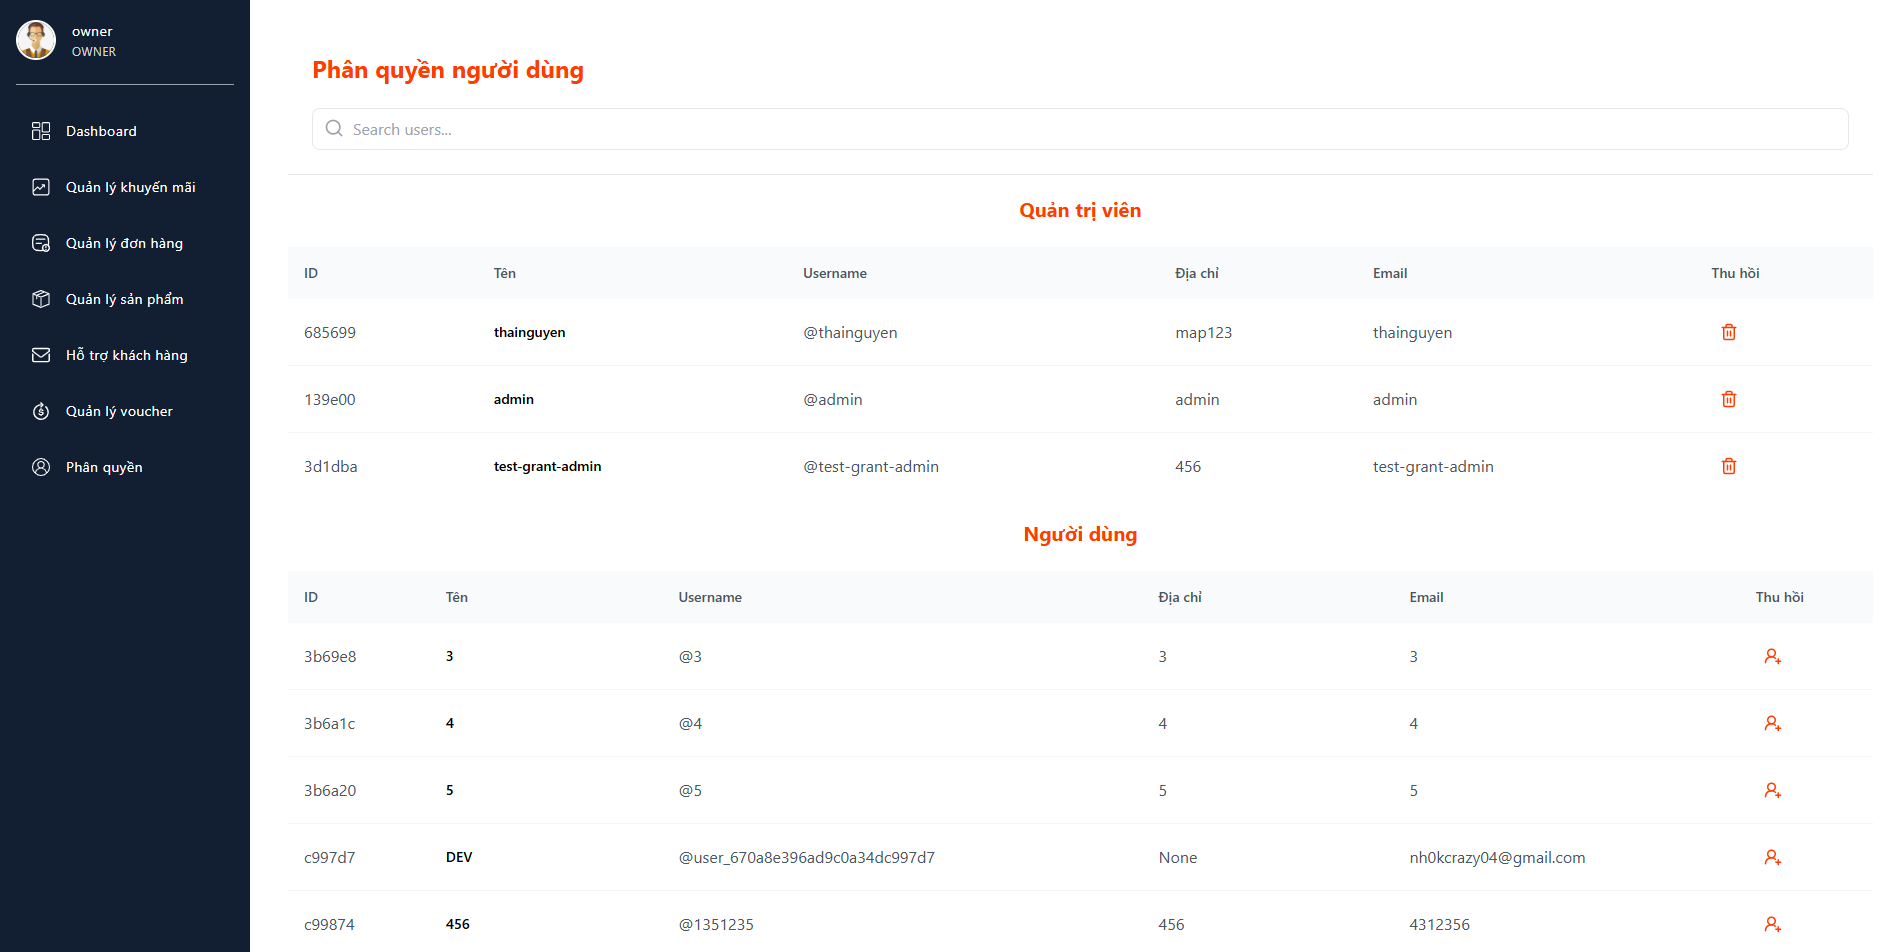 owner
OWNER
Dashboard
Quản lý khuyến mãi
Quản lý đơn hàng
Quản lý sản phẩm
Hỗ trợ khách hàng
Quản lý voucher
Phân quyền
Phân quyền người dùng
Search users...
Quản trị viên
ID Tên Username Địa chỉ Email Thu hồi
685699 thainguyen @thainguyen map123 thainguyen
139e00 admin @admin admin admin
3d1dba test-grant-admin @test-grant-admin 456 test-grant-admin
Người dùng
ID Tên Username Địa chỉ Email Thu hồi
3b69e8 3 @3 3 3
3b6a1c 4 @4 4 4
3b6a20 5 @5 5 5
c997d7 DEV @user_670a8e396ad9c0a34dc997d7 None nh0kcrazy04@gmail.com
c99874 456 @1351235 456 4312356